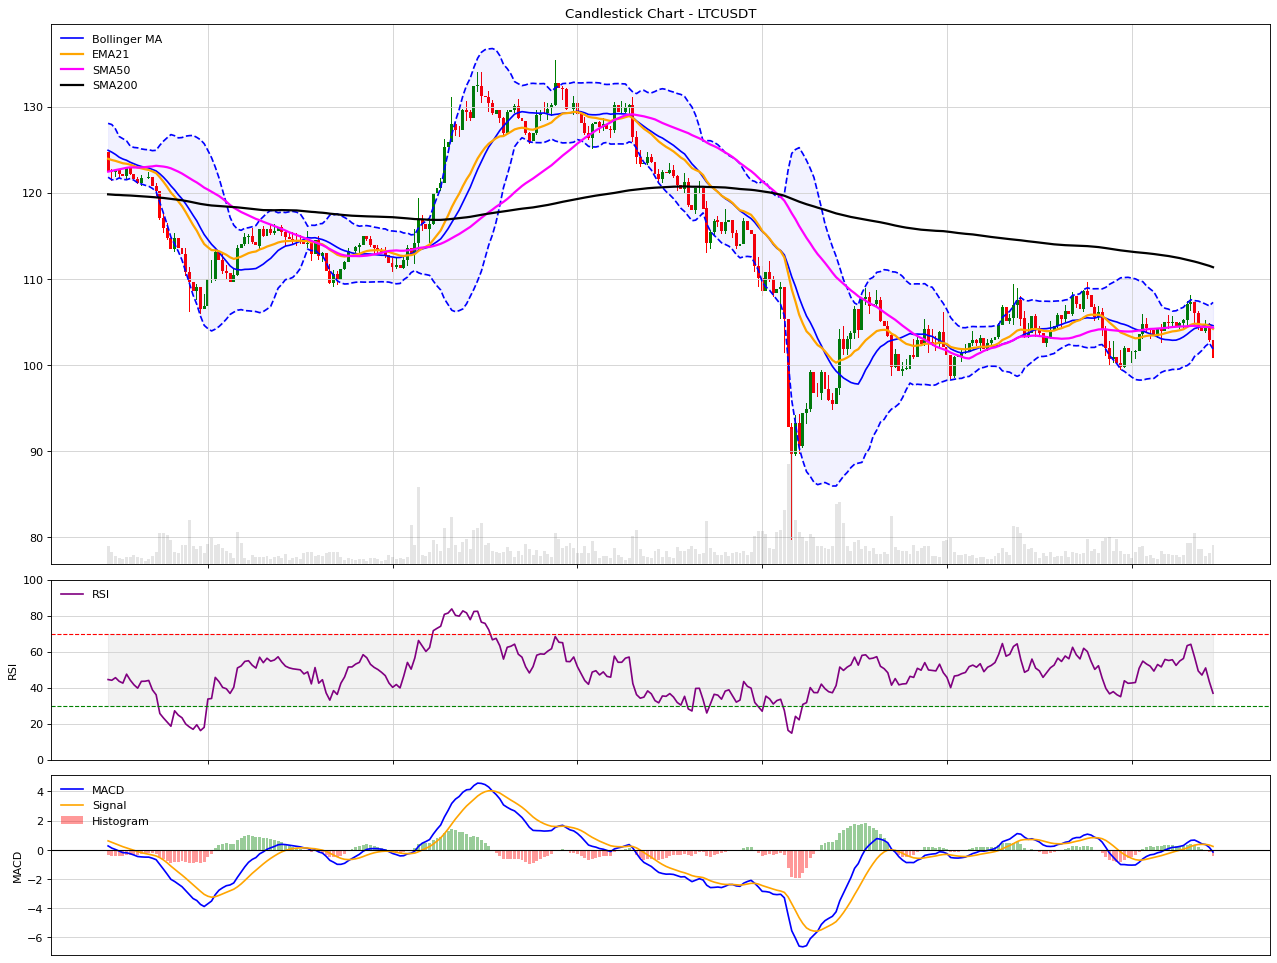 Candlestick Chart - LTCUSDT
Bollinger MA
EMA21
SMA50
SMA200
130
120
110
100
90
80
RSI
100
80
60
40
20
0
RSI
MACD
Signal
Histogram
4
2
0
−2
−4
−6
MACD